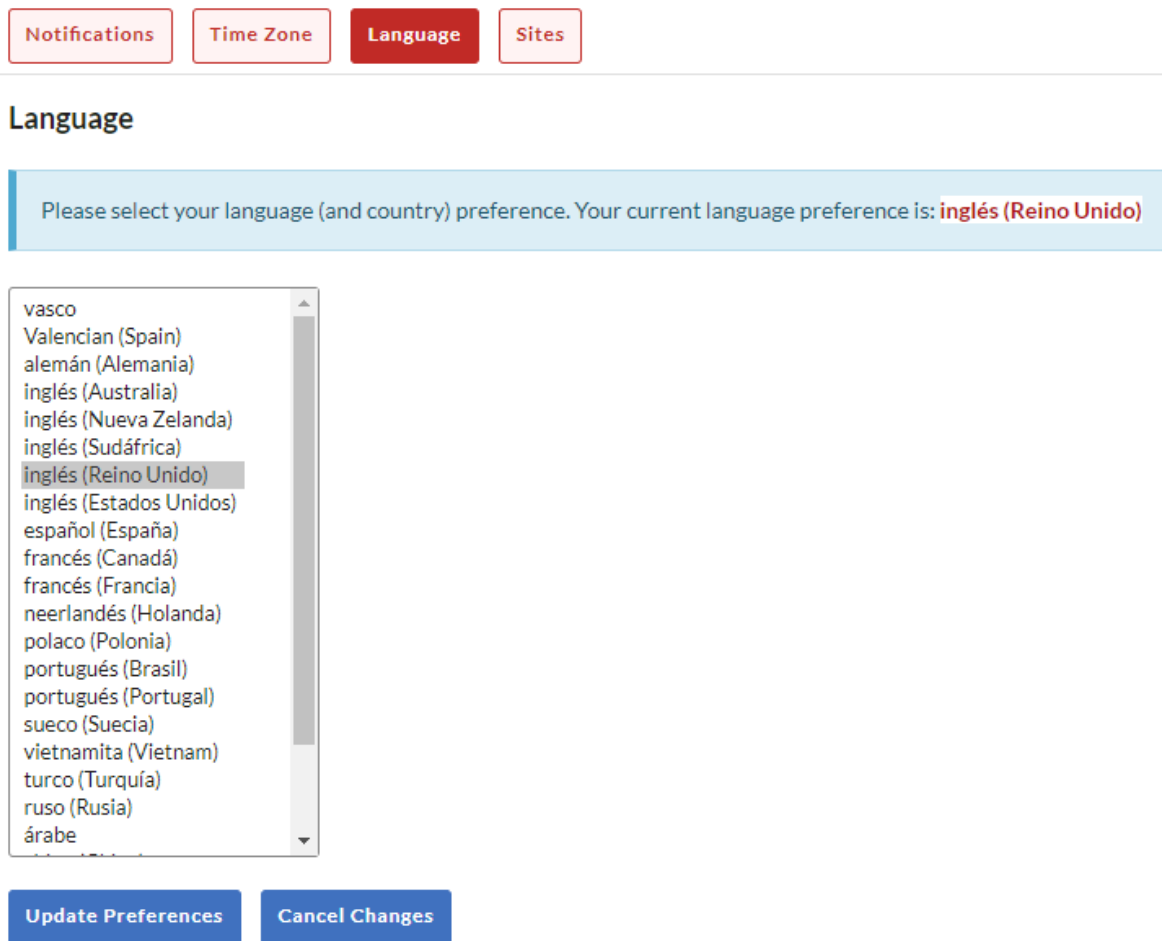 Notifications
Time Zone
Language
Sites
Language
Please select your language (and country) preference. Your current language preference is: inglés (Reino Unido)
vasco
Valencian (Spain)
alemán (Alemania)
inglés (Australia)
inglés (Nueva Zelanda)
inglés (Sudáfrica)
inglés (Reino Unido)
inglés (Estados Unidos)
español (España)
francés (Canadá)
francés (Francia)
neerlandés (Holanda)
polaco (Polonia)
portugués (Brasil)
portugués (Portugal)
sueco (Suecia)
vietnamita (Vietnam)
turco (Turquía)
ruso (Rusia)
árabe
Update Preferences
Cancel Changes